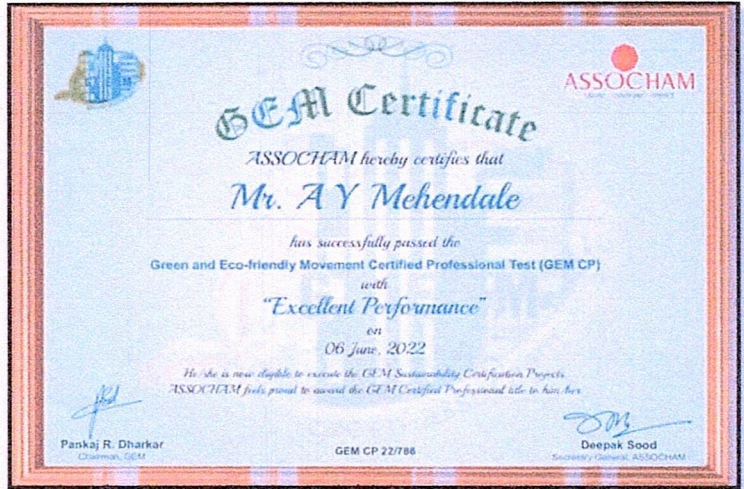 ASSOCHAM
GEM Certificate
ASSOCHAM hereby certifies that
Mr. A Y Mehendale
has successfully passed the
Green and Eco-friendly Movement Certified Professional Test (GEM CP)
with
"Excellent Performance"
on
06 June, 2022
He/she is now eligible to execute the GEM Sustainability Certification Projects.
ASSOCHAM feels proud to award the GEM Certified Professional title to him/her
Pankaj R. Dharkar
Chairman, GEM
GEM CP 22/786
Deepak Sood
Secretary General, ASSOCHAM